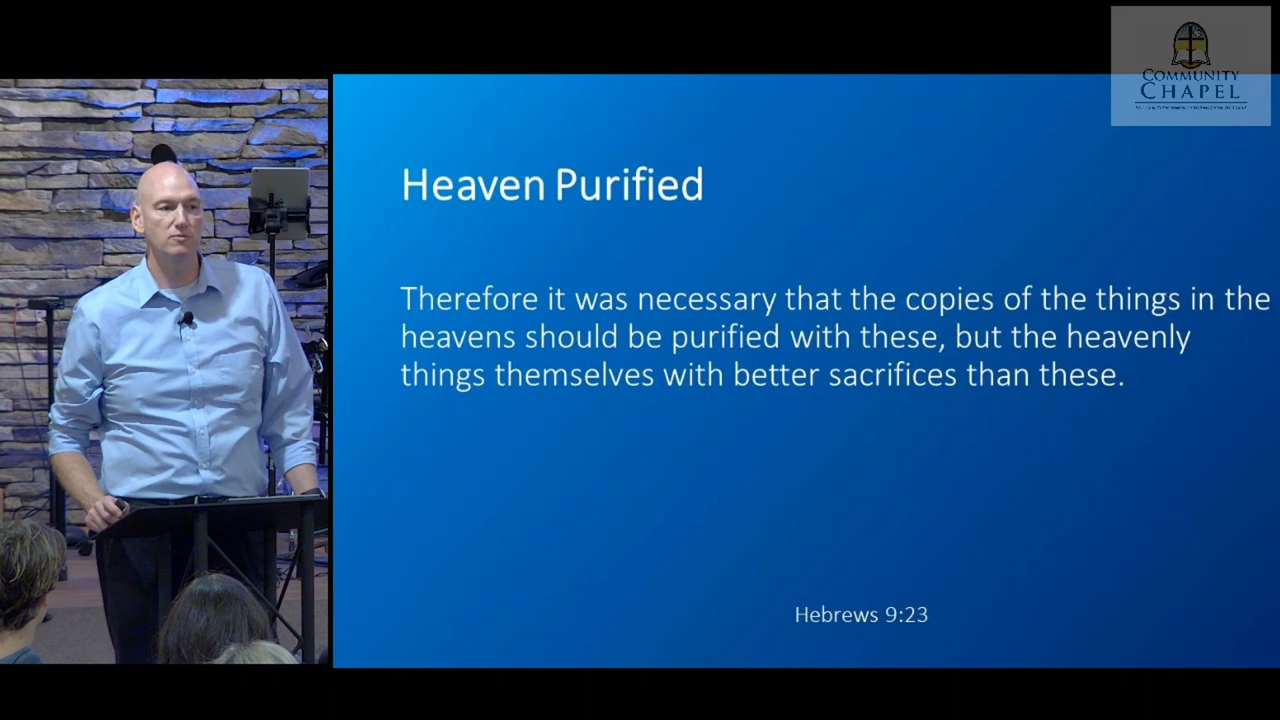 COMMUNITY
CHAPEL
Heaven Purified
Therefore it was necessary that the copies of the things in the
heavens should be purified with these, but the heavenly
things themselves with better sacrifices than these.
Hebrews 9:23